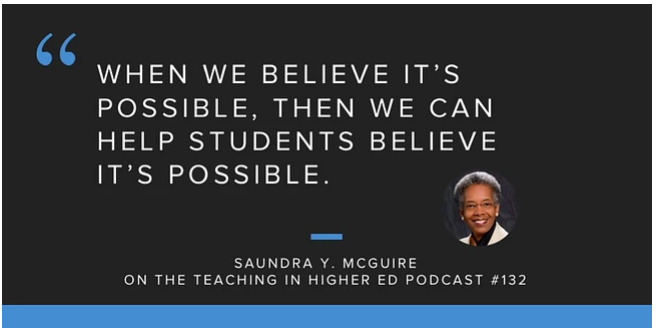 “
WHEN WE BELIEVE IT’S
POSSIBLE, THEN WE CAN
HELP STUDENTS BELIEVE
IT’S POSSIBLE.
SAUNDRA Y. MCGUIRE
ON THE TEACHING IN HIGHER ED PODCAST #132